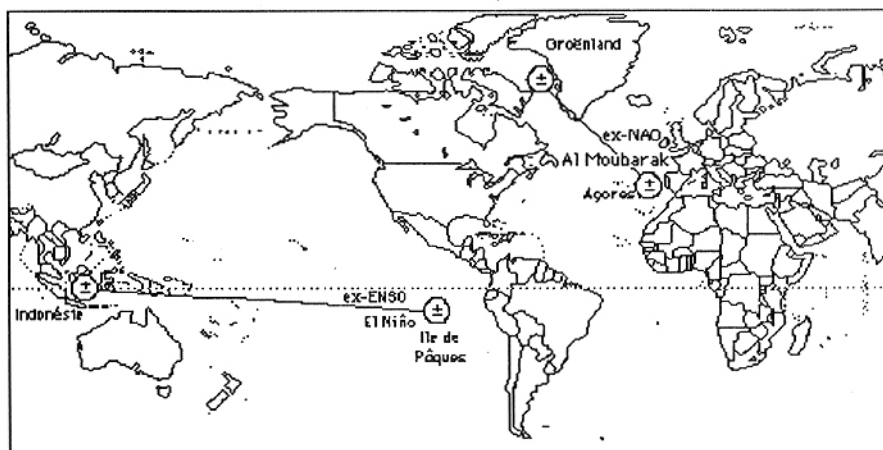 Groënland
ex-NAO
Al Moubarak
Açores
ex-ENSO
Indonésie
El Niño
Ile de
Pâques